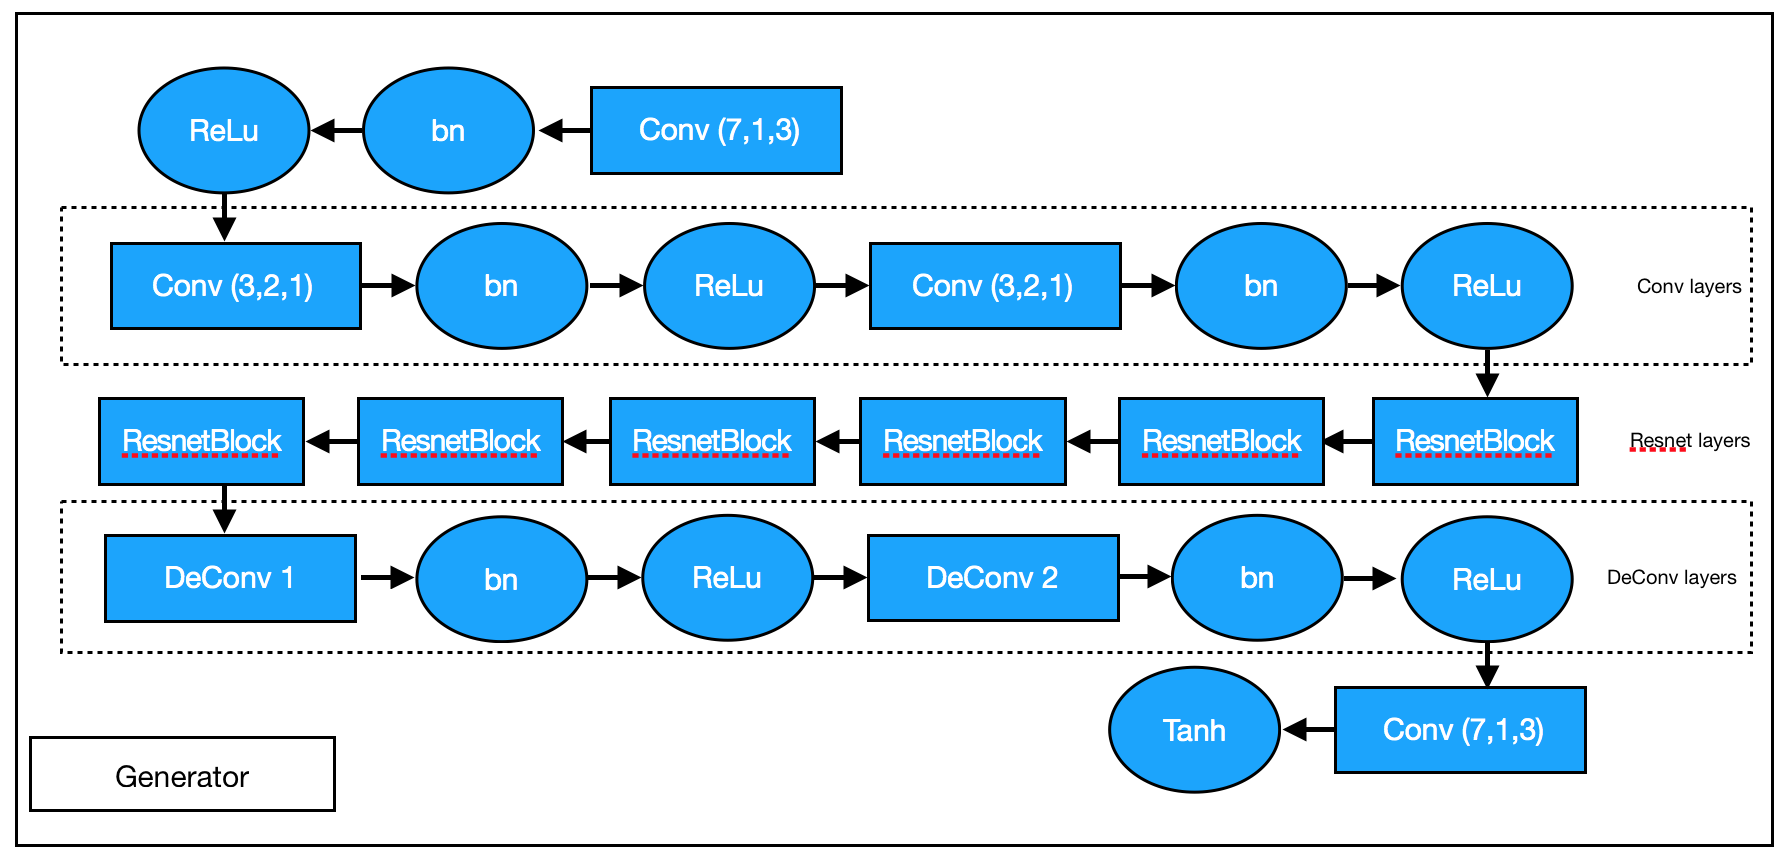 ReLu
bn
Conv (7,1,3)
Conv (3,2,1)
bn
ReLu
Conv (3,2,1)
bn
ReLu
Conv layers
ResnetBlock
ResnetBlock
ResnetBlock
ResnetBlock
ResnetBlock
ResnetBlock
Resnet layers
DeConv 1
bn
ReLu
DeConv 2
bn
ReLu
DeConv layers
Tanh
Conv (7,1,3)
Generator